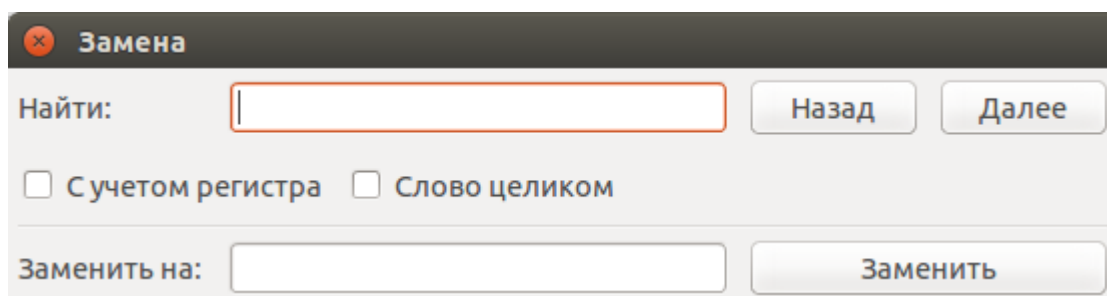 Замена
Найти: Назад Далее
С учетом регистра Слово целиком
Заменить на: Заменить